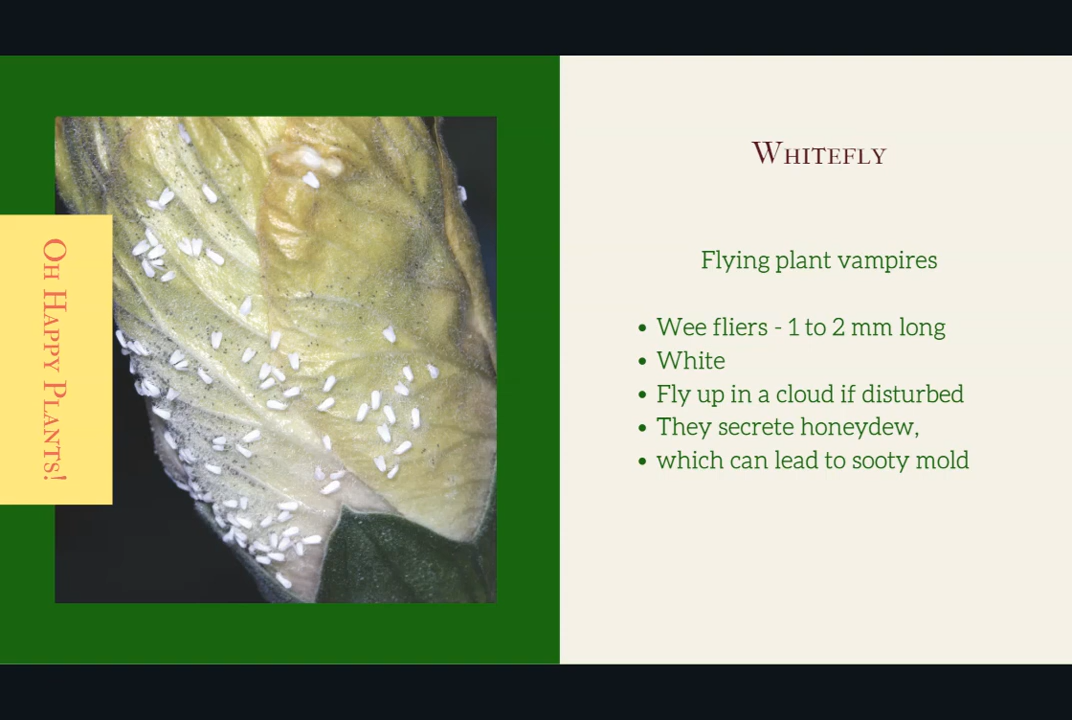 Oh Happy Plants!
Whitefly
Flying plant vampires
• Wee fliers - 1 to 2 mm long
• White
• Fly up in a cloud if disturbed
• They secrete honeydew,
• which can lead to sooty mold